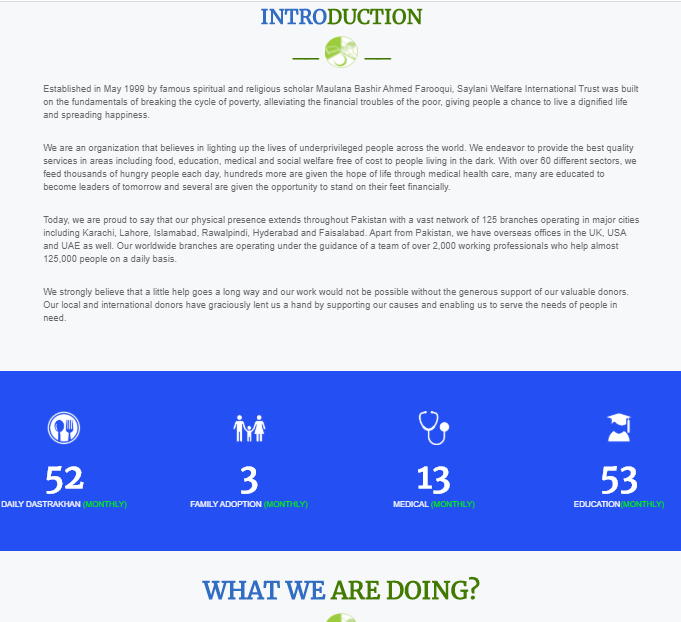 INTRODUCTION
Established in May 1999 by famous spiritual and religious scholar Maulana Bashir Ahmed Farooqui, Saylani Welfare International Trust was built
on the fundamentals of breaking the cycle of poverty, alleviating the financial troubles of the poor, giving people a chance to live a dignified life
and spreading happiness.
We are an organization that believes in lighting up the lives of underprivileged people across the world. We endeavor to provide the best quality
services in areas including food, education, medical and social welfare free of cost to people living in the dark. With over 60 different sectors, we
feed thousands of hungry people each day, hundreds more are given the hope of life through medical health care, many are educated to
become leaders of tomorrow and several are given the opportunity to stand on their feet financially.
Today, we are proud to say that our physical presence extends throughout Pakistan with a vast network of 125 branches operating in major cities
including Karachi, Lahore, Islamabad, Rawalpindi, Hyderabad and Faisalabad. Apart from Pakistan, we have overseas offices in the UK, USA
and UAE as well. Our worldwide branches are operating under the guidance of a team of over 2,000 working professionals who help almost
125,000 people on a daily basis.
We strongly believe that a little help goes a long way and our work would not be possible without the generous support of our valuable donors.
Our local and international donors have graciously lent us a hand by supporting our causes and enabling us to serve the needs of people in
need.
52
DAILY DASTRAKHAN (MONTHLY)
3
FAMILY ADOPTION (MONTHLY)
13
MEDICAL (MONTHLY)
53
EDUCATION(MONTHLY)
WHAT WE ARE DOING?